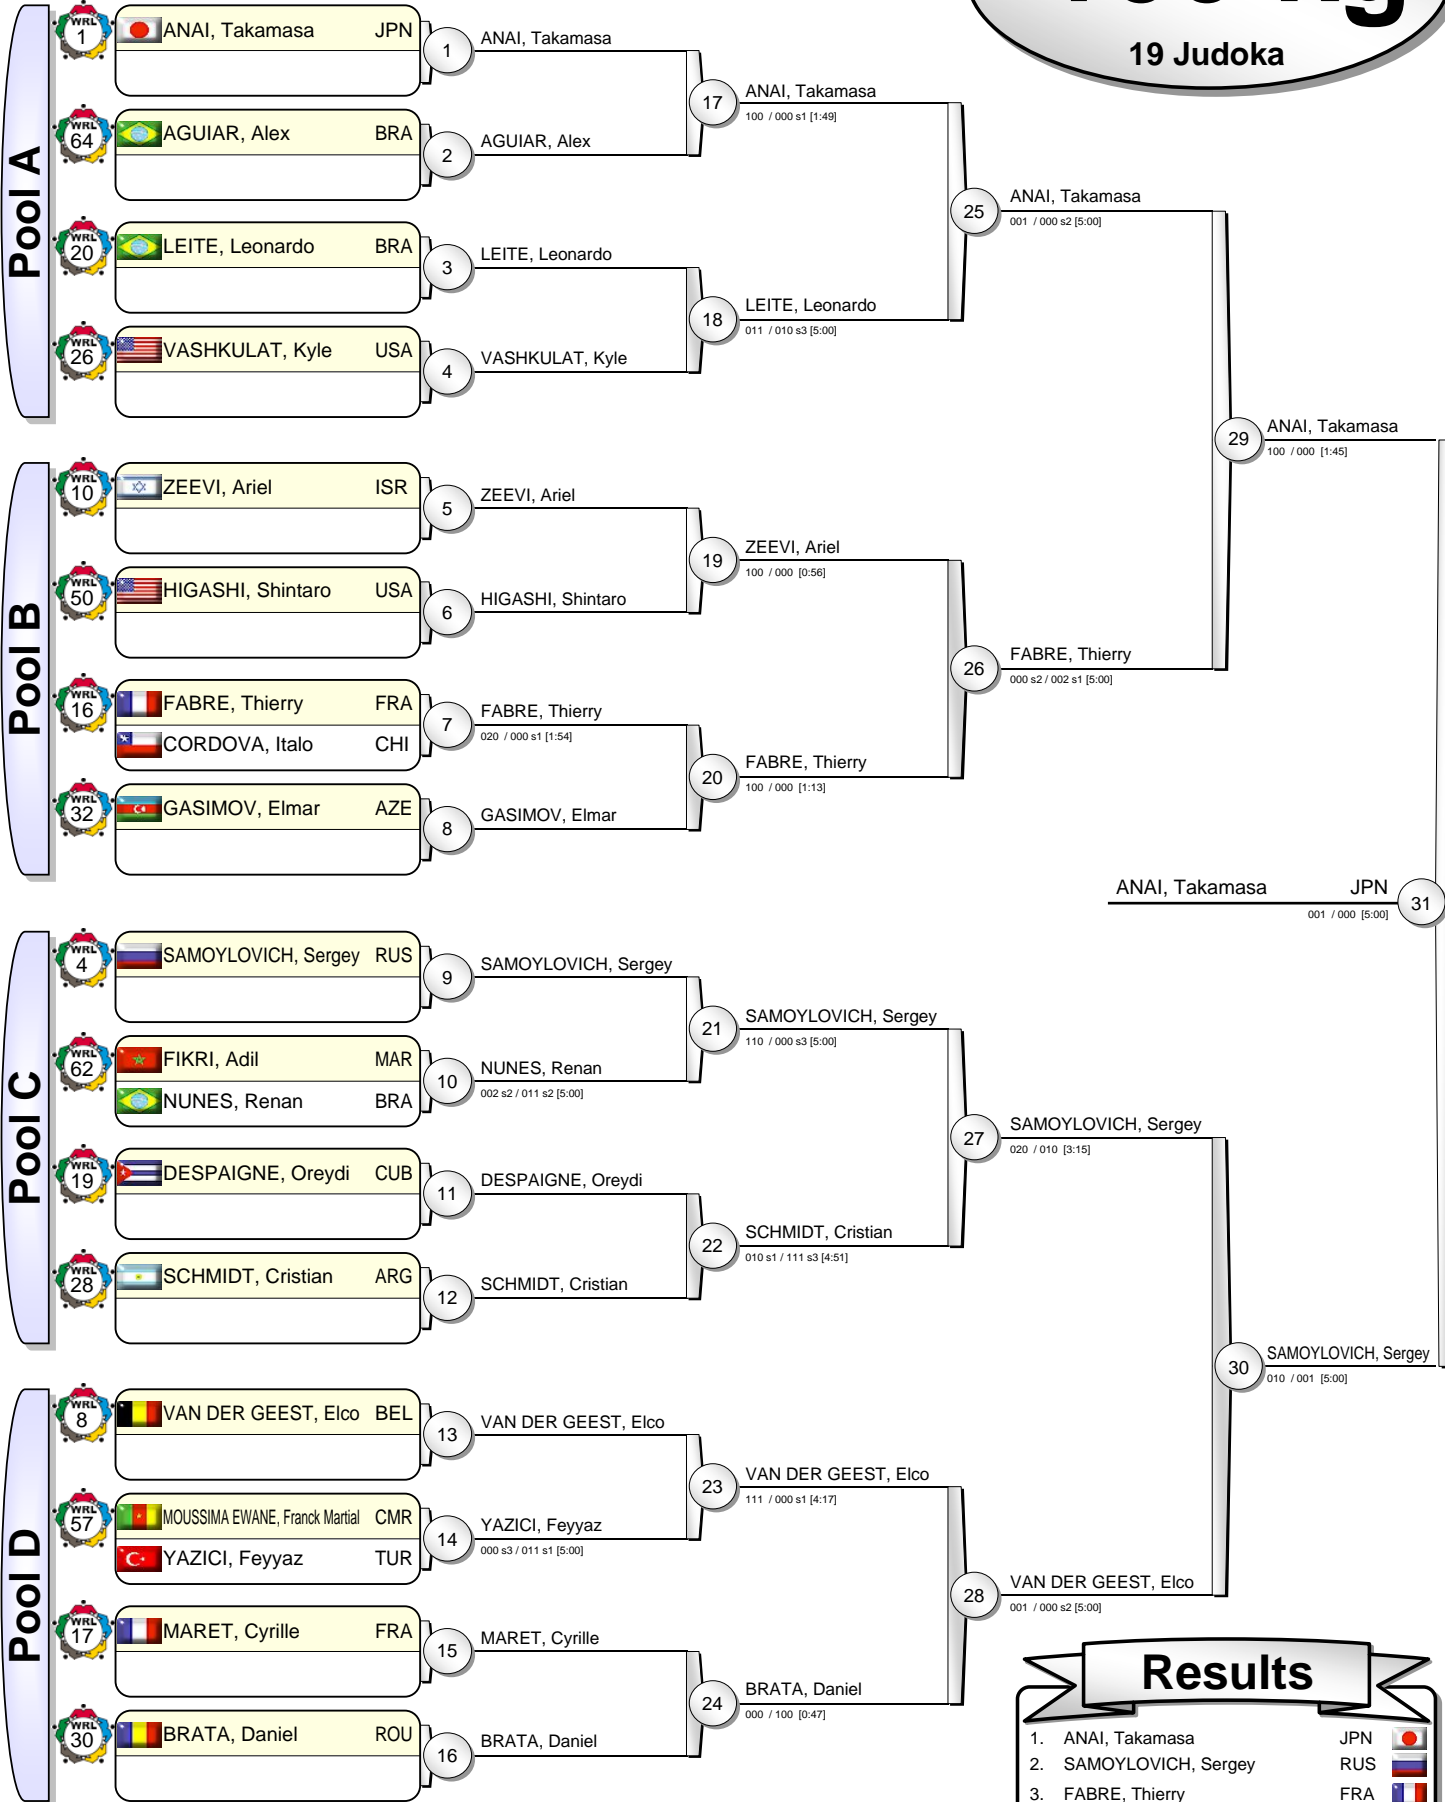 19 Judoka
Pool A
WRL 1 ANAI, Takamasa JPN
WRL 64 AGUIAR, Alex BRA
WRL 20 LEITE, Leonardo BRA
WRL 26 VASHKULAT, Kyle USA
1 ANAI, Takamasa
2 AGUIAR, Alex
3 LEITE, Leonardo
4 VASHKULAT, Kyle
17 ANAI, Takamasa
100 / 000 s1 [1:49]
18 LEITE, Leonardo
011 / 010 s3 [5:00]
25 ANAI, Takamasa
001 / 000 s2 [5:00]
Pool B
WRL 10 ZEEVI, Ariel ISR
WRL 50 HIGASHI, Shintaro USA
WRL 16 FABRE, Thierry FRA
CORDOVA, Italo CHI
WRL 32 GASIMOV, Elmar AZE
5 ZEEVI, Ariel
6 HIGASHI, Shintaro
7 FABRE, Thierry
020 / 000 s1 [1:54]
8 GASIMOV, Elmar
19 ZEEVI, Ariel
100 / 000 [0:56]
20 FABRE, Thierry
100 / 000 [1:13]
26 FABRE, Thierry
000 s2 / 002 s1 [5:00]
29 ANAI, Takamasa
100 / 000 [1:45]
ANAI, Takamasa JPN 31
001 / 000 [5:00]
Pool C
WRL 4 SAMOYLOVICH, Sergey RUS
WRL 62 FIKRI, Adil MAR
NUNES, Renan BRA
WRL 19 DESPAIGNE, Oreydi CUB
WRL 28 SCHMIDT, Cristian ARG
9 SAMOYLOVICH, Sergey
10 NUNES, Renan
002 s2 / 011 s2 [5:00]
11 DESPAIGNE, Oreydi
12 SCHMIDT, Cristian
21 SAMOYLOVICH, Sergey
110 / 000 s3 [5:00]
22 SCHMIDT, Cristian
010 s1 / 111 s3 [4:51]
27 SAMOYLOVICH, Sergey
020 / 010 [3:15]
Pool D
WRL 8 VAN DER GEEST, Elco BEL
WRL 57 MOUSSIMA EWANE, Franck Martial CMR
YAZICI, Feyyaz TUR
WRL 17 MARET, Cyrille FRA
WRL 30 BRATA, Daniel ROU
13 VAN DER GEEST, Elco
14 YAZICI, Feyyaz
000 s3 / 011 s1 [5:00]
15 MARET, Cyrille
16 BRATA, Daniel
23 VAN DER GEEST, Elco
111 / 000 s1 [4:17]
24 BRATA, Daniel
000 / 100 [0:47]
28 VAN DER GEEST, Elco
001 / 000 s2 [5:00]
30 SAMOYLOVICH, Sergey
010 / 001 [5:00]
Results
1. ANAI, Takamasa JPN
2. SAMOYLOVICH, Sergey RUS
3. FABRE, Thierry FRA